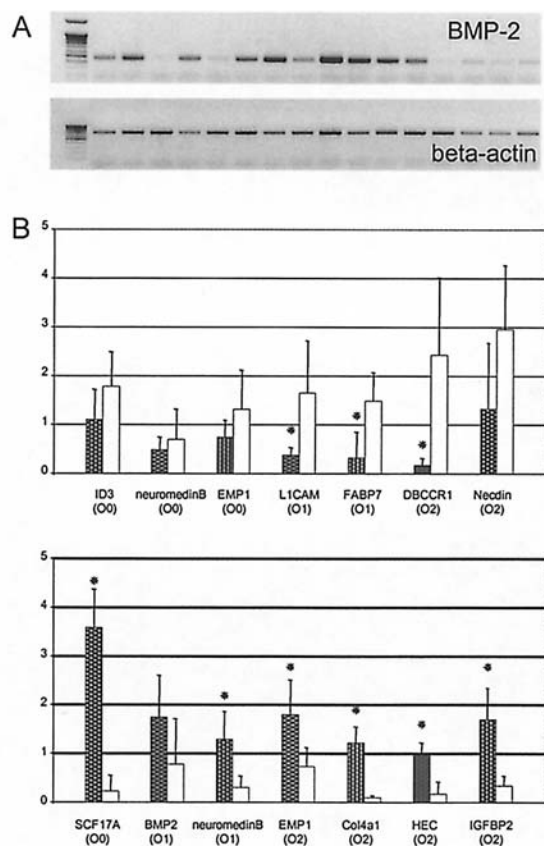 A
BMP-2
beta-actin
B
5
4
3
2
1
0
ID3 neuromedinB EMP1 L1CAM FABP7 DBCCR1 Necdin
(O0) (O0) (O0) (O1) (O1) (O2) (O2)
* * *
5
4
3
2
1
0
* * * * * *
SCF17A BMP2 neuromedinB EMP1 Col4a1 HEC IGFBP2
(O0) (O1) (O1) (O2) (O2) (O2) (O2)